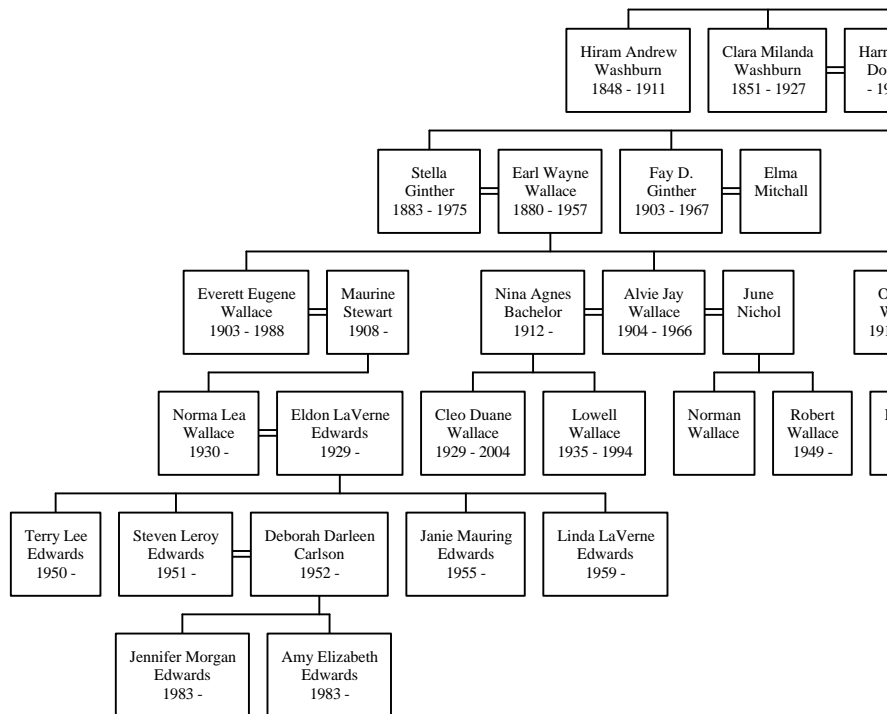 Hiram Andrew
Washburn
1848 - 1911
Clara Milanda
Washburn
1851 - 1927
Stella
Ginther
1883 - 1975
Earl Wayne
Wallace
1880 - 1957
Fay D.
Ginther
1903 - 1967
Elma
Mitchall
Everett Eugene
Wallace
1903 - 1988
Maurine
Stewart
1908 -
Nina Agnes
Bachelor
1912 -
Alvie Jay
Wallace
1904 - 1966
June
Nichol
Norma Lea
Wallace
1930 -
Eldon LaVerne
Edwards
1929 -
Cleo Duane
Wallace
1929 - 2004
Lowell
Wallace
1935 - 1994
Norman
Wallace
Robert
Wallace
1949 -
Terry Lee
Edwards
1950 -
Steven Leroy
Edwards
1951 -
Deborah Darleen
Carlson
1952 -
Janie Mauring
Edwards
1955 -
Linda LaVerne
Edwards
1959 -
Jennifer Morgan
Edwards
1983 -
Amy Elizabeth
Edwards
1983 -